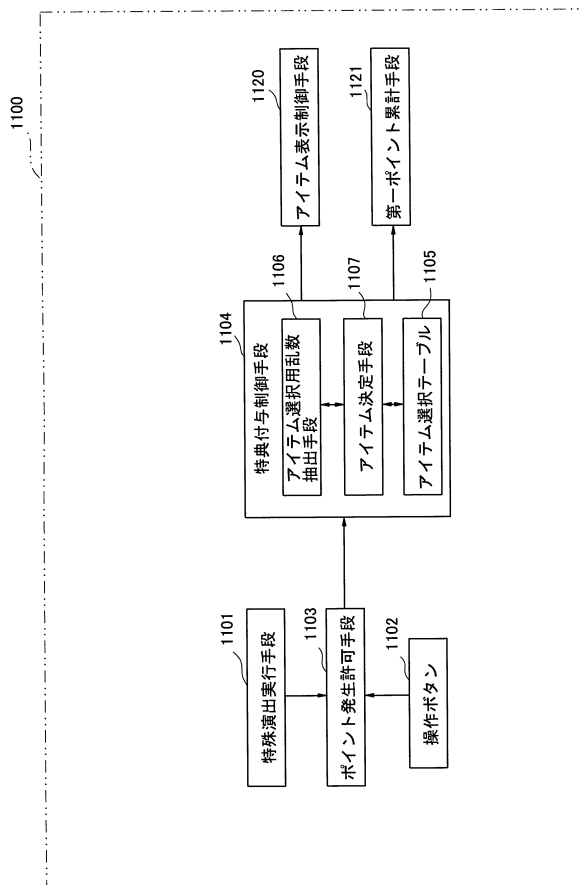 1100
1101
特殊演出実行手段
1103
ポイント発生許可手段
1102
操作ボタン
1104
特典付与制御手段
1106
アイテム選択用乱数
抽出手段
1107
アイテム決定手段
1105
アイテム選択テーブル
1120
アイテム表示制御手段
1121
第一ポイント累計手段